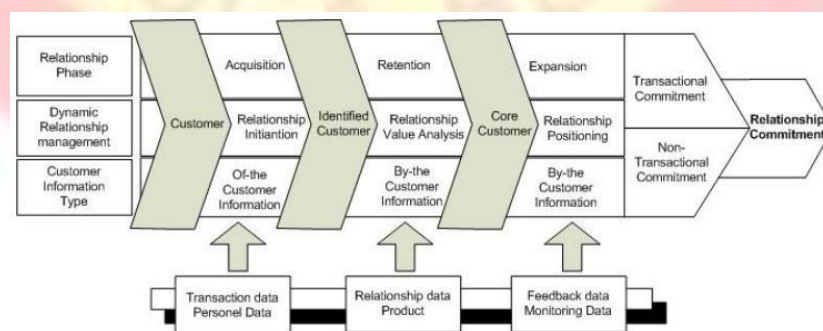 Relationship
Phase
Acquisition
Retention
Expansion
Transactional
Commitment
Dynamic
Relationship
management
Customer
Relationship
Initiantion
Identified
Customer
Relationship
Value Analysis
Core
Customer
Relationship
Positioning
Relationship
Commitment
Non-
Transactional
Commitment
Customer
Information
Type
Of-the
Customer
Information
By-the
Customer
Information
By-the
Customer
Information
Transaction data
Personel Data
Relationship data
Product
Feedback data
Monitoring Data